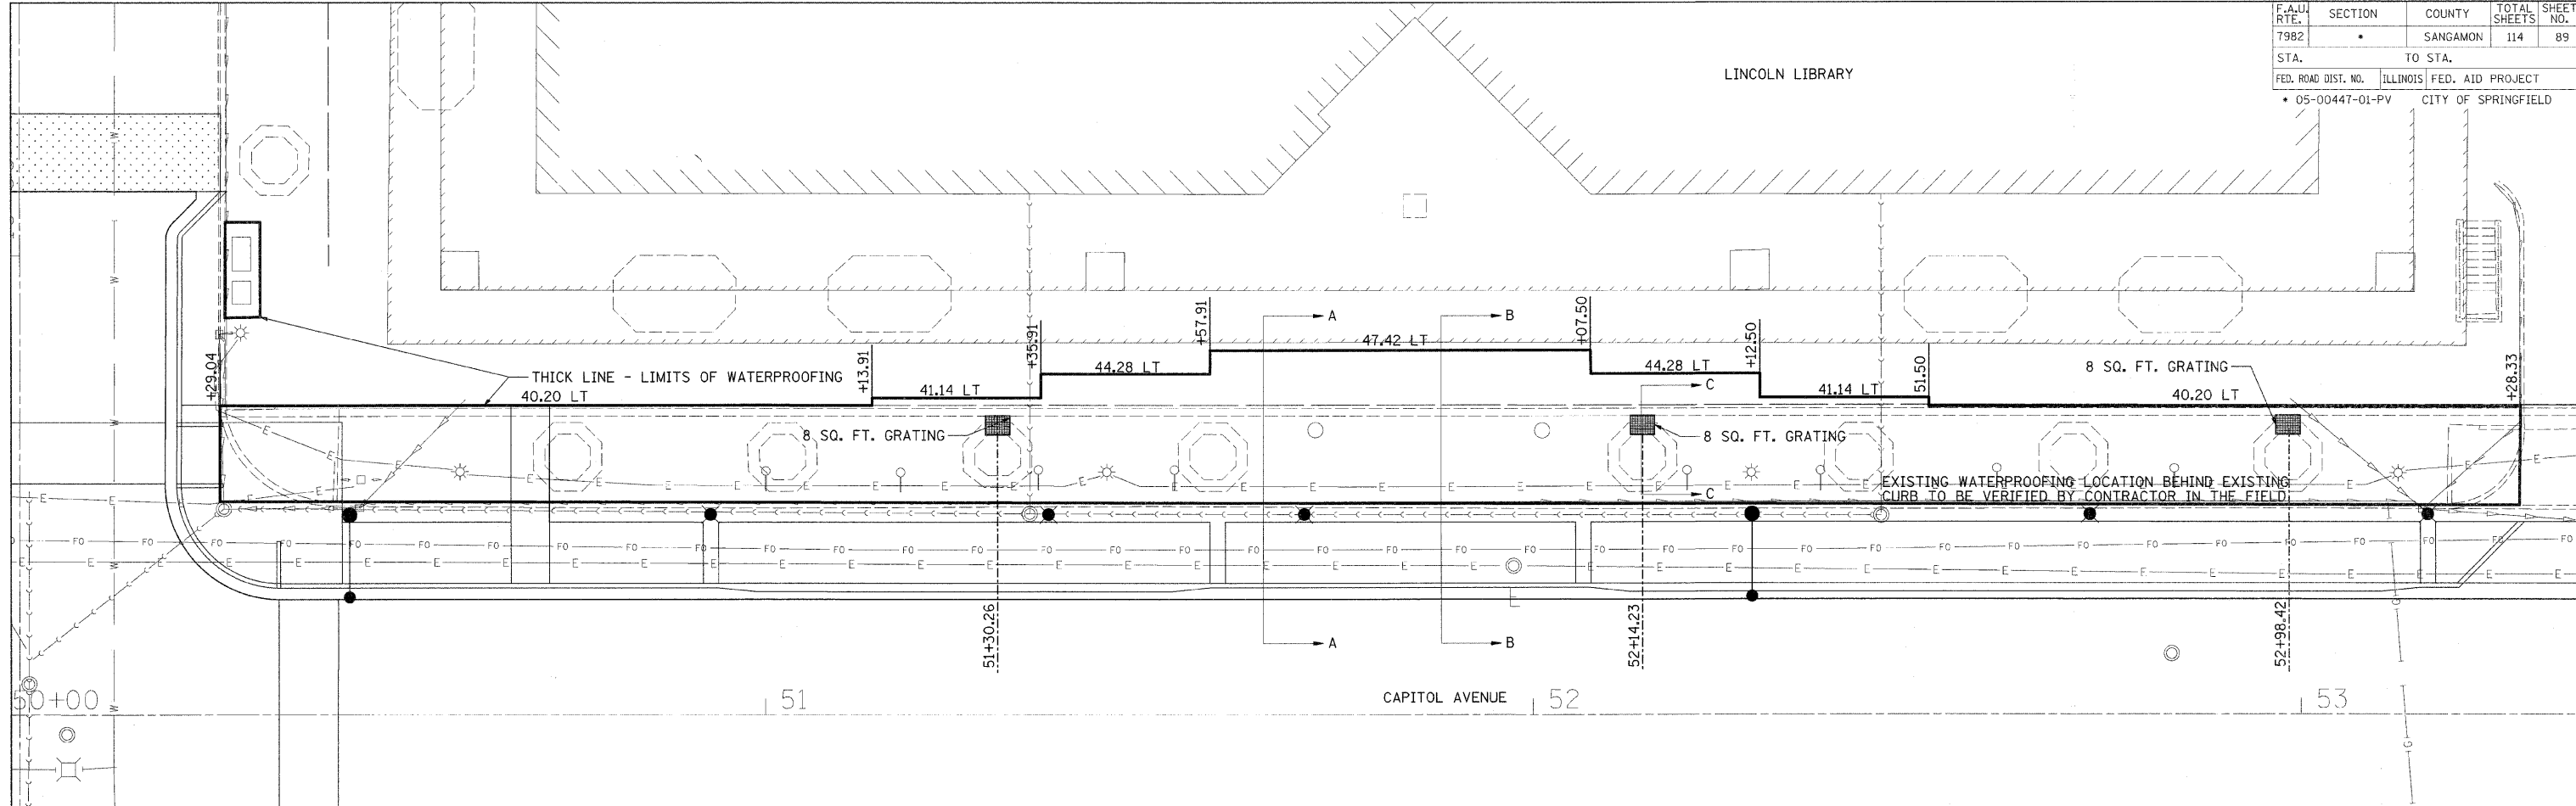 F.A.U. RTE. SECTION COUNTY TOTAL SHEETS SHEET NO.
7982 * SANGAMON 114 89
STA. TO STA.
FED. ROAD DIST. NO. ILLINOIS FED. AID PROJECT
* 05-00447-01-PV CITY OF SPRINGFIELD
LINCOLN LIBRARY
A
B
+29.04
+13.91
+35.91
+57.91
+07.50
+12.50
51.50
+28.33
47.42 LT
44.28 LT
44.28 LT
THICK LINE - LIMITS OF WATERPROOFING
40.20 LT
41.14 LT
41.14 LT
40.20 LT
C
8 SQ. FT. GRATING
8 SQ. FT. GRATING
8 SQ. FT. GRATING
EXISTING WATERPROOFING LOCATION BEHIND EXISTING
CURB TO BE VERIFIED BY CONTRACTOR IN THE FIELD
C
A
B
51+30.26
52+14.23
52+98.42
50+00
51
CAPITOL AVENUE
52
53